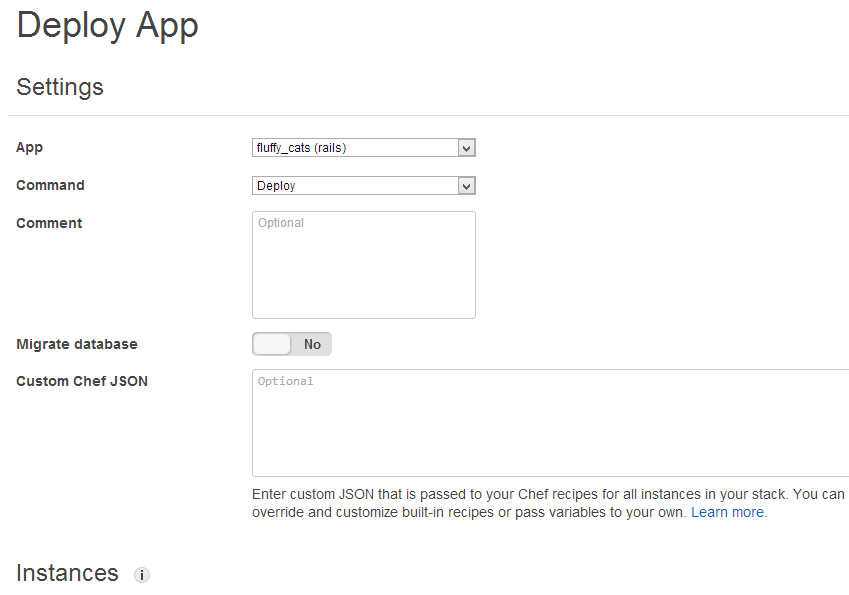 Deploy App
Settings
App
fluffy_cats (rails)
Command
Deploy
Comment
Optional
Migrate database
No
Custom Chef JSON
Optional
Enter custom JSON that is passed to your Chef recipes for all instances in your stack. You can
override and customize built-in recipes or pass variables to your own. Learn more.
Instances i